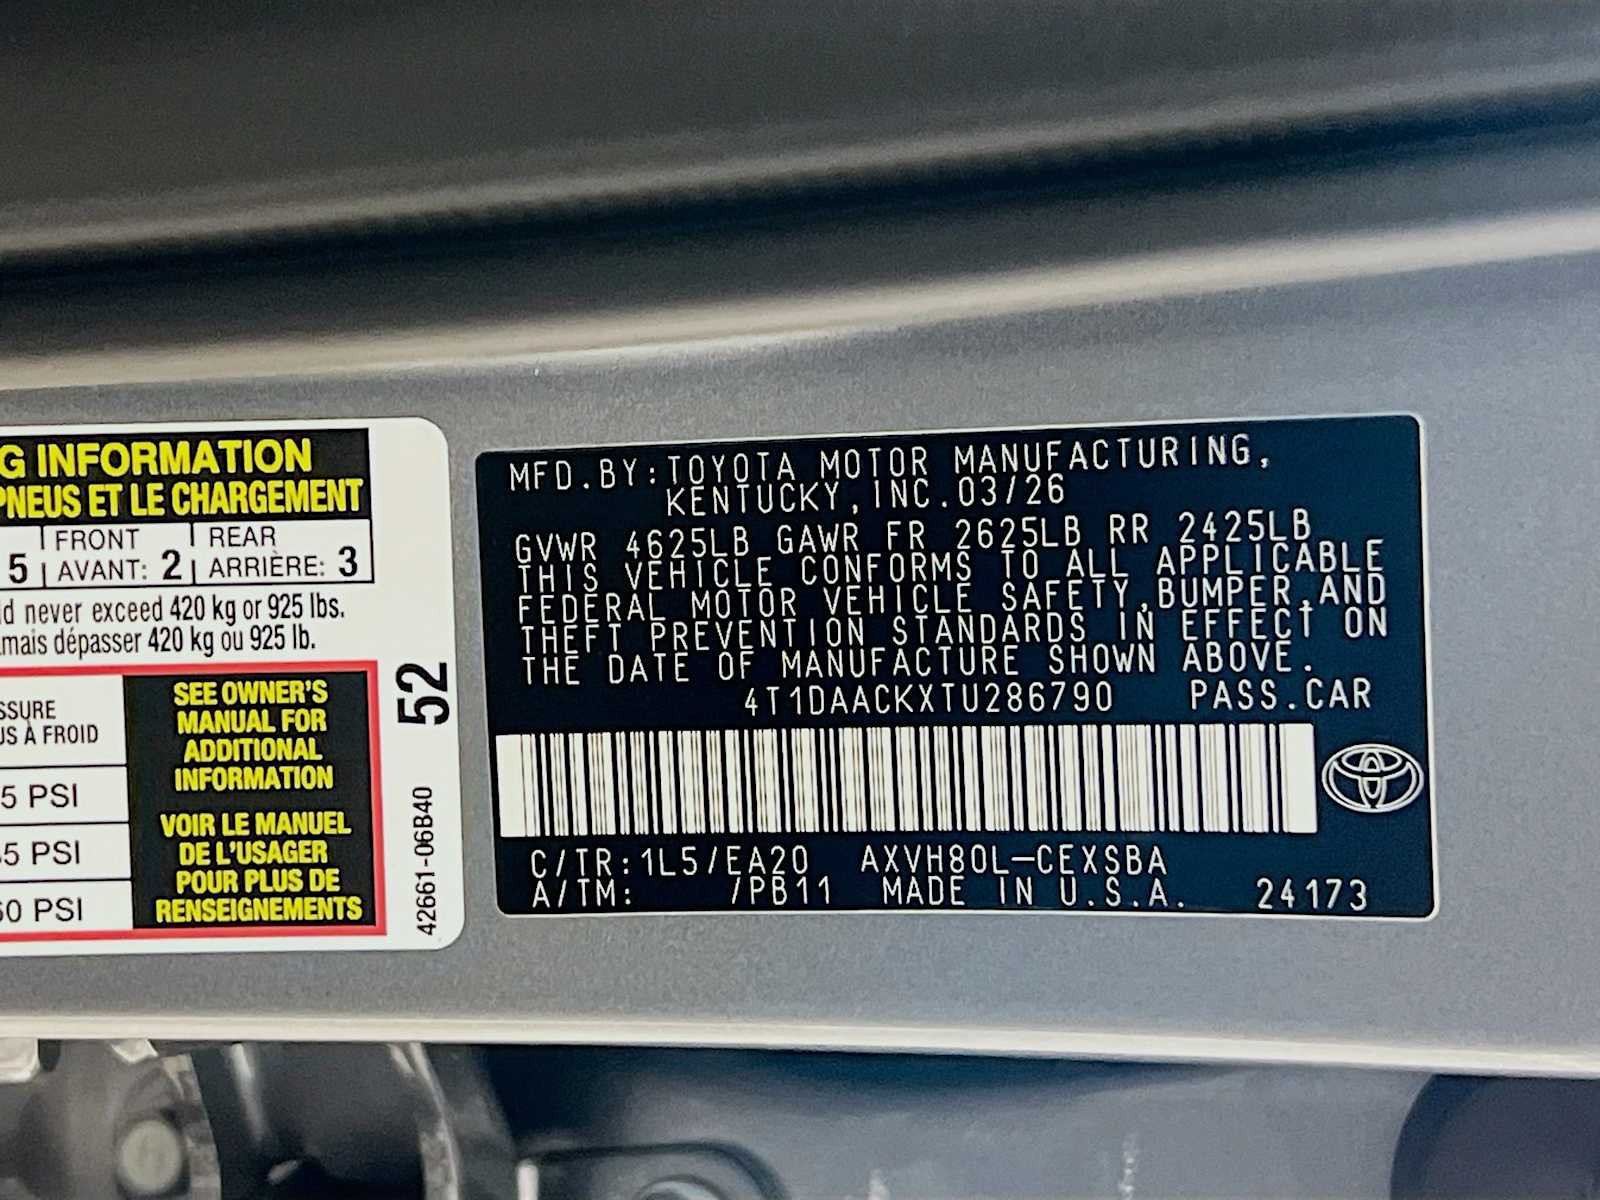 G INFORMATION
PNEUS ET LE CHARGEMENT
5 FRONT AVANT: 2 REAR ARRIÈRE: 3
never exceed 420 kg or 925 lbs.
dépasser 420 kg ou 925 lb.
À FROID
SEE OWNER'S
MANUAL FOR
ADDITIONAL
INFORMATION
5 PSI
VOIR LE MANUEL
DE L'USAGER
POUR PLUS DE
RENSEIGNEMENTS
5 PSI
0 PSI
52
42661-06B40
MFD.BY:TOYOTA MOTOR MANUFACTURING,
KENTUCKY,INC.03/26
GVWR 4625LB GAWR FR 2625LB RR 2425LB
THIS VEHICLE CONFORMS TO ALL APPLICABLE
FEDERAL MOTOR VEHICLE SAFETY,BUMPER,AND
THEFT PREVENTION STANDARDS IN EFFECT ON
THE DATE OF MANUFACTURE SHOWN ABOVE.
4T1DAACKXTU286790 PASS.CAR
C/TR:1L5/EA20 AXVH80L-CEXSBA
A/TM: /PB11 MADE IN U.S.A. 24173